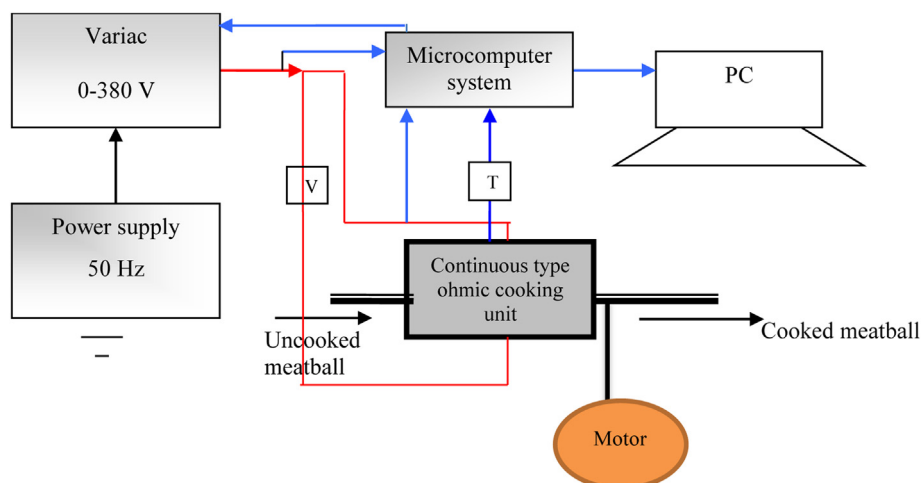 Variac
0-380 V
Microcomputer
system
PC
V
T
Power supply
50 Hz
Continuous type
ohmic cooking
unit
Uncooked
meatball
Cooked meatball
Motor